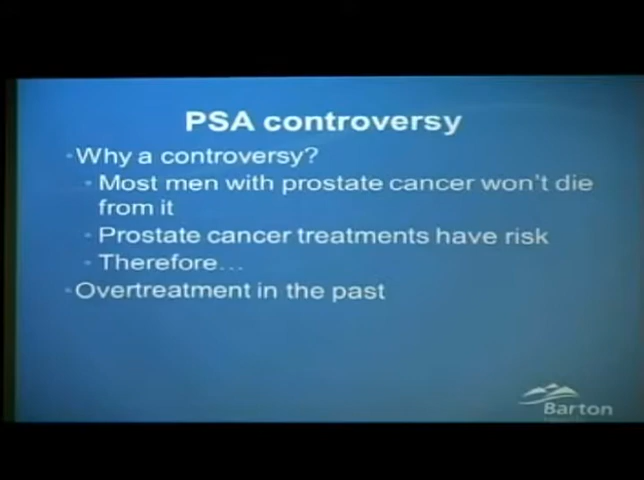 PSA controversy
Why a controversy?
Most men with prostate cancer won't die
from it
Prostate cancer treatments have risk
Therefore...
Overtreatment in the past
Barton